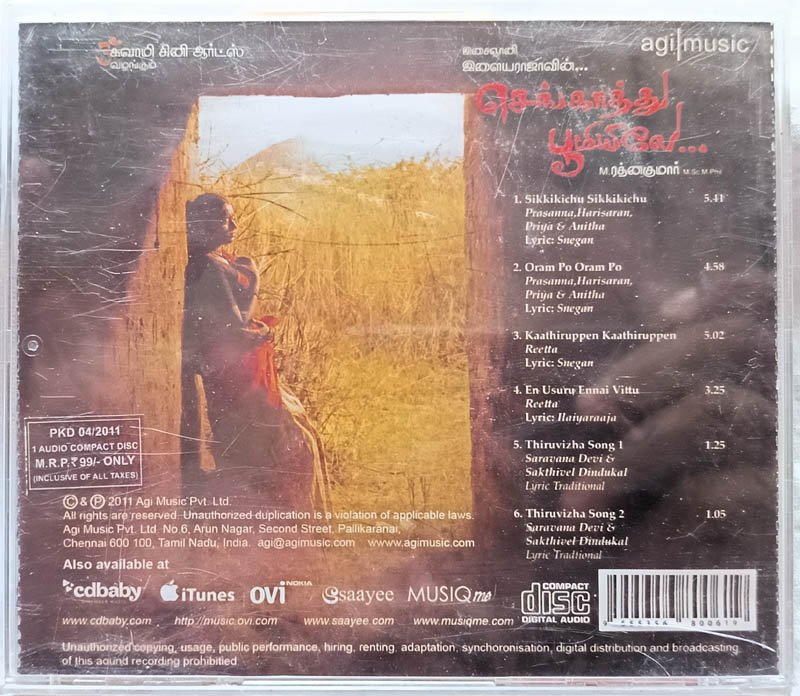 சுவாமி சினி ஆர்ட்ஸ்
வழங்கும்
இசைஞானி
இளையராஜாவின்...
agi music
செங்காத்து
பூமியிலே...
M.ரத்னகுமார் M.Sc.M.Phil
1. Sikkikichu Sikkikichu 5.41
Prasanna,Harisaran,
Priya & Anitha
Lyric: Snegan
2. Oram Po Oram Po 4.58
Prasanna,Harisaran,
Priya & Anitha
Lyric: Snegan
3. Kaathiruppen Kaathiruppen 5.02
Reetta
Lyric: Snegan
4. En Usuru Ennai Vittu 3.25
Reetta
Lyric: Ilaiyaraaja
5. Thiruvizha Song 1 1.25
Saravana Devi &
Sakthivel Dindukal
Lyric Traditional
6. Thiruvizha Song 2 1.05
Saravana Devi &
Sakthivel Dindukal
Lyric Tradtional
PKD 04/2011
1 AUDIO COMPACT DISC
M.R.P.₹ 99/- ONLY
(INCLUSIVE OF ALL TAXES)
© & ℗ 2011 Agi Music Pvt. Ltd.
All rights are reserved. Unauthorized duplication is a violation of applicable laws.
Agi Music Pvt. Ltd. No.6, Arun Nagar, Second Street, Pallikaranai,
Chennai 600 100, Tamil Nadu, India. agi@agimusic.com www.agimusic.com
Also available at
cdbaby iTunes OVI NOKIA saayee MUSIQ me
www.cdbaby.com http://music.ovi.com www.saayee.com www.musiqme.com
COMPACT
disc
DIGITAL AUDIO
800619
Unauthorized copying, usage, public performance, hiring, renting, adaptation, synchoronisation, digital distribution and broadcasting
of this aound recording prohibitied